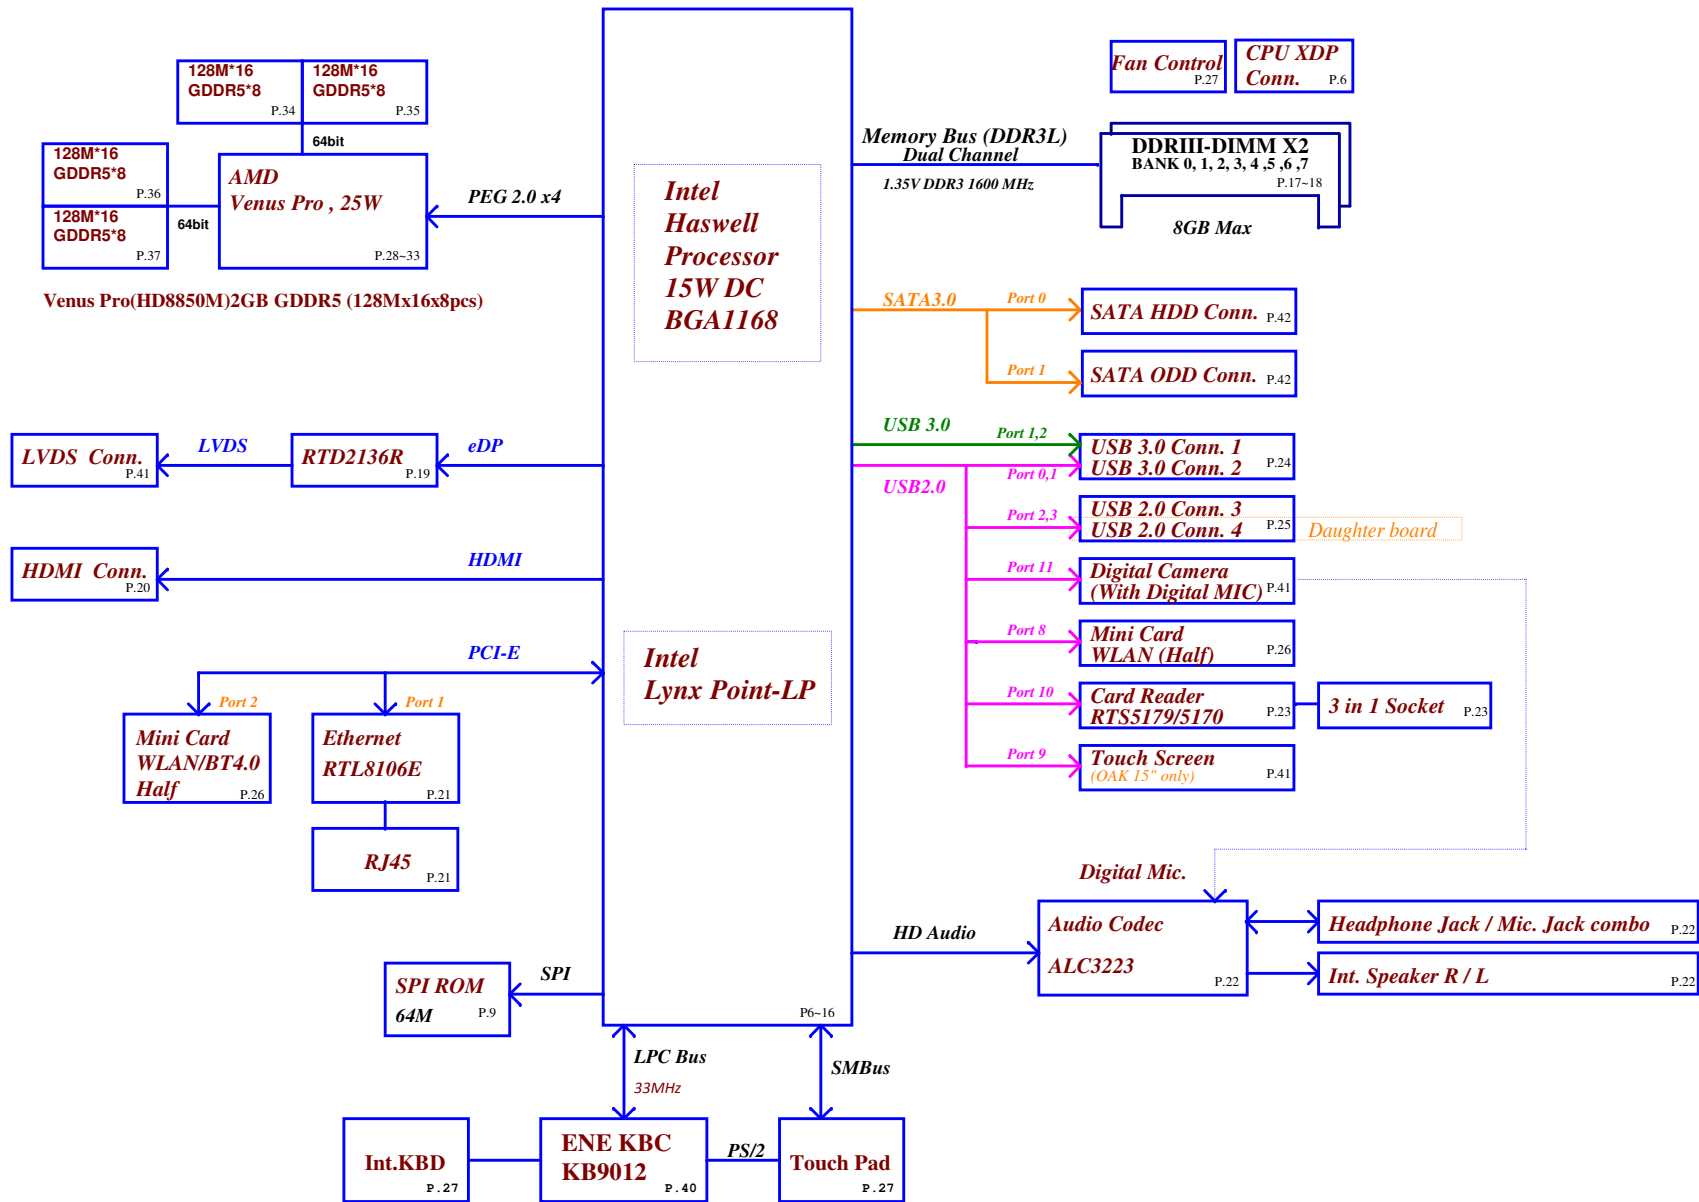 128M*16
GDDR5*8
P.34
128M*16
GDDR5*8
P.35
64bit
128M*16
GDDR5*8
P.36
128M*16
GDDR5*8
P.37
64bit
AMD
Venus Pro , 25W
P.28~33
PEG 2.0 x4
Venus Pro(HD8850M)2GB GDDR5 (128Mx16x8pcs)
Intel
Haswell
Processor
15W DC
BGA1168
Fan Control
P.27
CPU XDP
Conn.
P.6
Memory Bus (DDR3L)
Dual Channel
1.35V DDR3 1600 MHz
DDRIII-DIMM X2
BANK 0, 1, 2, 3, 4 ,5 ,6 ,7
P.17~18
8GB Max
SATA3.0
Port 0
SATA HDD Conn.
P.42
Port 1
SATA ODD Conn.
P.42
LVDS Conn.
P.41
LVDS
RTD2136R
P.19
eDP
USB 3.0
Port 1,2
USB 3.0 Conn. 1
USB 3.0 Conn. 2
P.24
USB2.0
Port 0,1
Port 2,3
USB 2.0 Conn. 3
USB 2.0 Conn. 4
P.25
Daughter board
HDMI Conn.
P.20
HDMI
Port 11
Digital Camera
(With Digital MIC)
P.41
Port 8
Mini Card
WLAN (Half)
P.26
Intel
Lynx Point-LP
PCI-E
Port 2
Port 1
Mini Card
WLAN/BT4.0
Half
P.26
Ethernet
RTL8106E
P.21
RJ45
P.21
Port 10
Card Reader
RTS5179/5170
P.23
3 in 1 Socket
P.23
Port 9
Touch Screen
(OAK 15" only)
P.41
Digital Mic.
HD Audio
Audio Codec
ALC3223
P.22
Headphone Jack / Mic. Jack combo
P.22
Int. Speaker R / L
P.22
SPI ROM
64M
P.9
SPI
P6~16
LPC Bus
33MHz
SMBus
Int.KBD
P.27
ENE KBC
KB9012
P.40
PS/2
Touch Pad
P.27